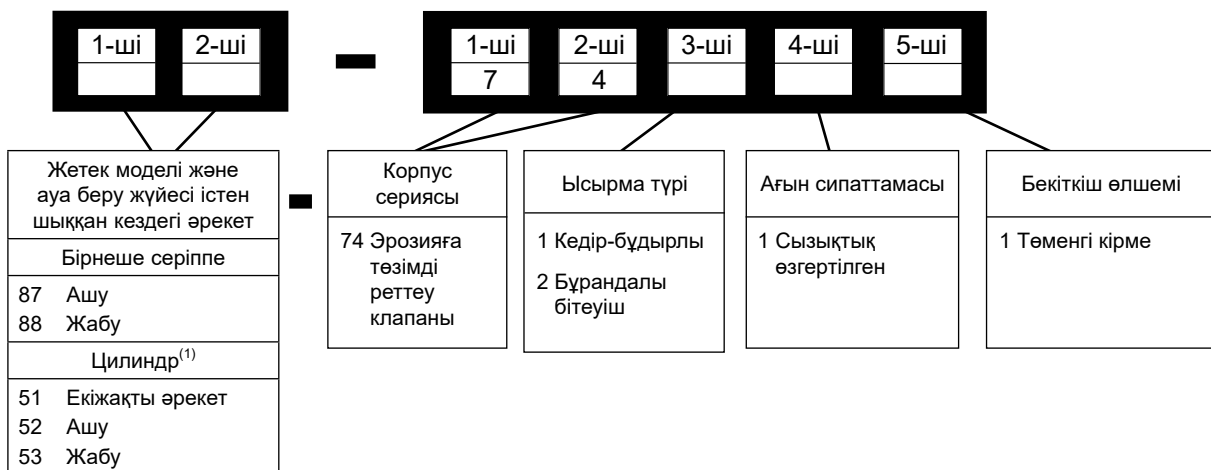 1-ші 2-ші - 1-ші 2-ші 3-ші 4-ші 5-ші
7 4
Жетек моделі және
ауа беру жүйесі істен
шыққан кездегі әрекет
Бірнеше серіппе
87 Ашу
88 Жабу
Цилиндр(1)
51 Екіжақты әрекет
52 Ашу
53 Жабу
-
Корпус
сериясы
74 Эрозияға
төзімді
реттеу
клапаны
Ысырма түрі
1 Кедір-бұдырлы
2 Бұрандалы
бітеуіш
Ағын сипаттамасы
1 Сызықтық
өзгертілген
Бекіткіш өлшемі
1 Төменгі кірме